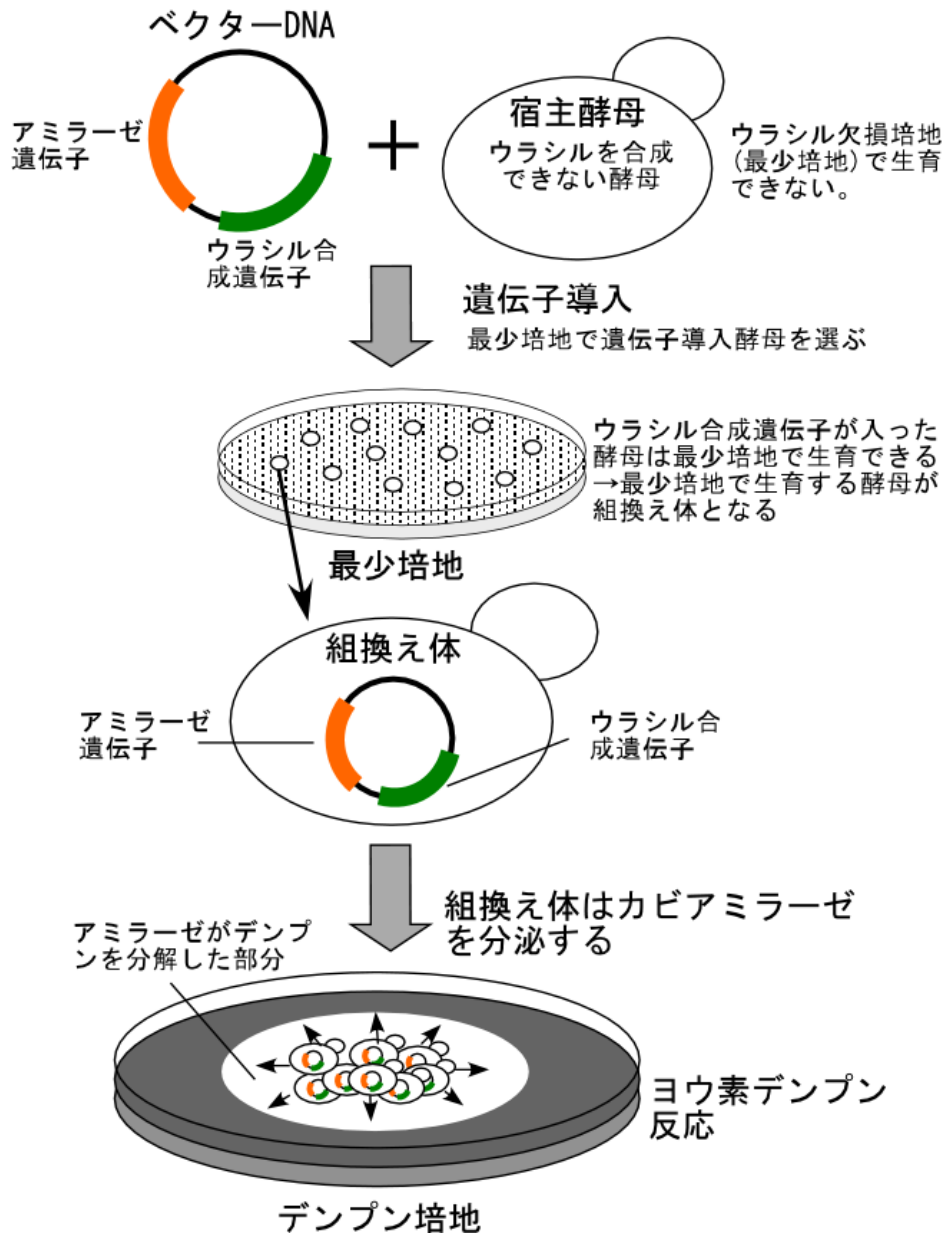 ベクターDNA
アミラーゼ
遺伝子
ウラシル合
成遺伝子
+
宿主酵母
ウラシルを合成
できない酵母
ウラシル欠損培地
(最少培地)で生育
できない。
遺伝子導入
最少培地で遺伝子導入酵母を選ぶ
ウラシル合成遺伝子が入った
酵母は最少培地で生育できる
→最少培地で生育する酵母が
組換え体となる
最少培地
組換え体
アミラーゼ
遺伝子
ウラシル合
成遺伝子
組換え体はカビアミラーゼ
を分泌する
アミラーゼがデンプ
ンを分解した部分
ヨウ素デンプン
反応
デンプン培地